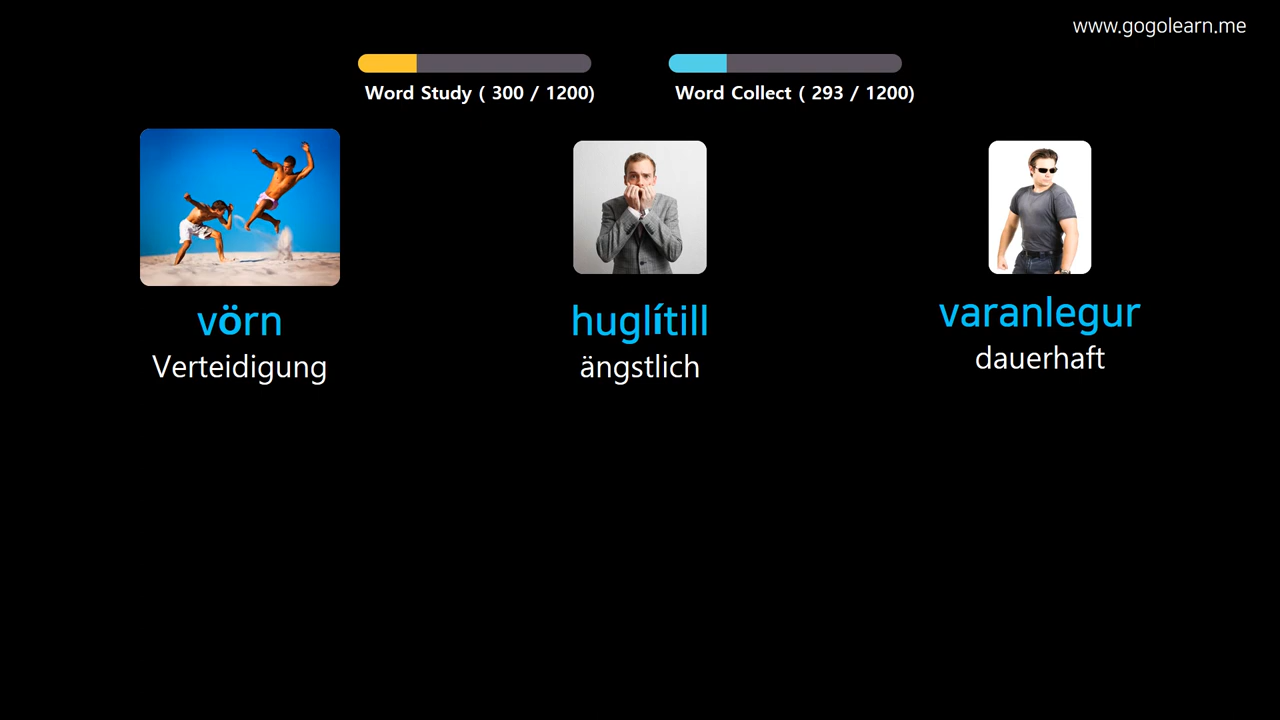 www.gogolearn.me
Word Study ( 300 / 1200)
Word Collect ( 293 / 1200)
vörn
Verteidigung
huglítill
ängstlich
varanlegur
dauerhaft